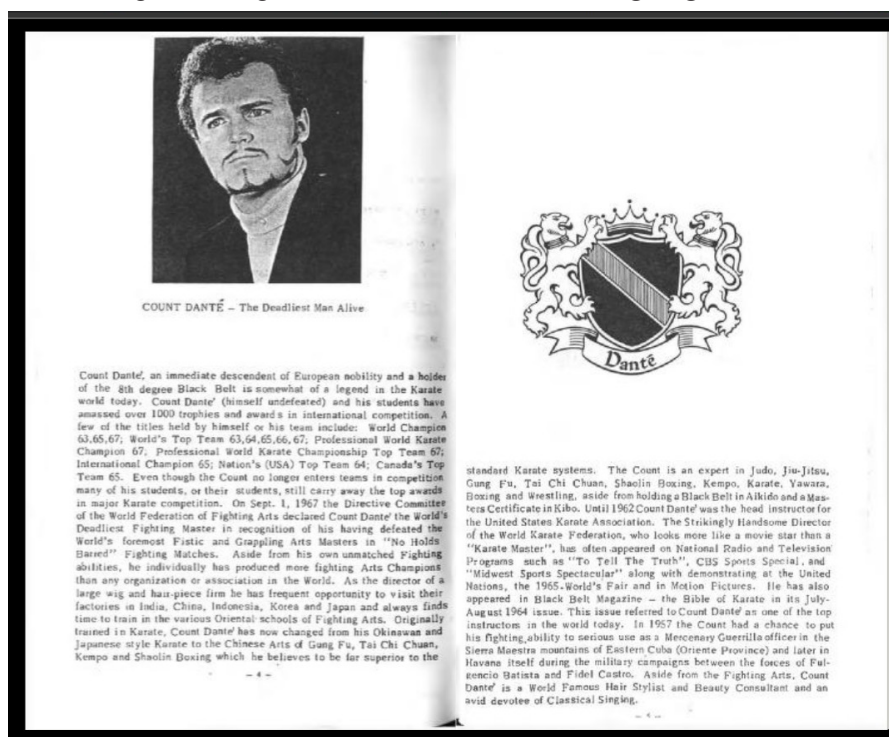 COUNT DANTÉ – The Deadliest Man Alive
Count Dante', an immediate descendent of European nobility and a holder
of the 8th degree Black Belt is somewhat of a legend in the Karate
world today. Count Dante' (himself undefeated) and his students have
amassed over 1000 trophies and awards in international competition. A
few of the titles held by himself or his team include: World Champion
63,65,67; World's Top Team 63,64,65,66,67; Professional World Karate
Champion 67; Professional World Karate Championship Top Team 67;
International Champion 65; Nation's (USA) Top Team 64; Canada's Top
Team 65. Even though the Count no longer enters teams in competition
many of his students, or their students, still carry away the top awards
in major Karate competition. On Sept. 1, 1967 the Directive Committee
of the World Federation of Fighting Arts declared Count Dante' the World's
Deadliest Fighting Master in recognition of his having defeated the
World's foremost Fistic and Grappling Arts Masters in "No Holds
Barred" Fighting Matches. Aside from his own unmatched Fighting
abilities, he individually has produced more fighting Arts Champions
than any organization or association in the World. As the director of a
large wig and hair-piece firm he has frequent opportunity to visit their
factories in India, China, Indonesia, Korea and Japan and always finds
time to train in the various Oriental schools of Fighting Arts. Originally
trained in Karate, Count Dante' has now changed from his Okinawan and
Japanese style Karate to the Chinese Arts of Gung Fu, Tai Chi Chuan,
Kempo and Shaolin Boxing which he believes to be far superior to the
– 4 –
Danté
standard Karate systems. The Count is an expert in Judo, Jiu-Jitsu,
Gung Fu, Tai Chi Chuan, Shaolin Boxing, Kempo, Karate, Yawara,
Boxing and Wrestling, aside from holding a Black Belt in Aikido and a Mas-
ters Certificate in Kibo. Until 1962 Count Dante' was the head instructor for
the United States Karate Association. The Strikingly Handsome Director
of the World Karate Federation, who looks more like a movie star than a
"Karate Master", has often appeared on National Radio and Television
Programs such as "To Tell The Truth", CBS Sports Special, and
"Midwest Sports Spectacular" along with demonstrating at the United
Nations, the 1965-World's Fair and in Motion Pictures. He has also
appeared in Black Belt Magazine – the Bible of Karate in its July-
August 1964 issue. This issue referred to Count Dante' as one of the top
instructors in the world today. In 1957 the Count had a chance to put
his fighting ability to serious use as a Mercenary Guerrilla officer in the
Sierra Maestra mountains of Eastern Cuba (Oriente Province) and later in
Havana itself during the military campaigns between the forces of Ful-
gencio Batista and Fidel Castro. Aside from the Fighting Arts, Count
Dante' is a World Famous Hair Stylist and Beauty Consultant and an
avid devotee of Classical Singing.